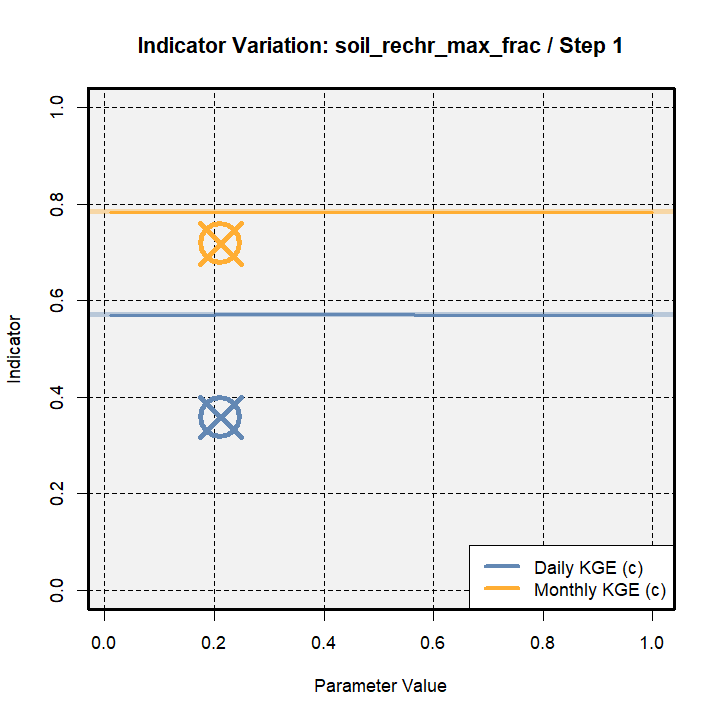 Indicator Variation: soil_rechr_max_frac / Step 1
1.0
0.8
0.6
0.4
0.2
0.0
Indicator
0.0 0.2 0.4 0.6 0.8 1.0
Parameter Value
Daily KGE (c)
Monthly KGE (c)